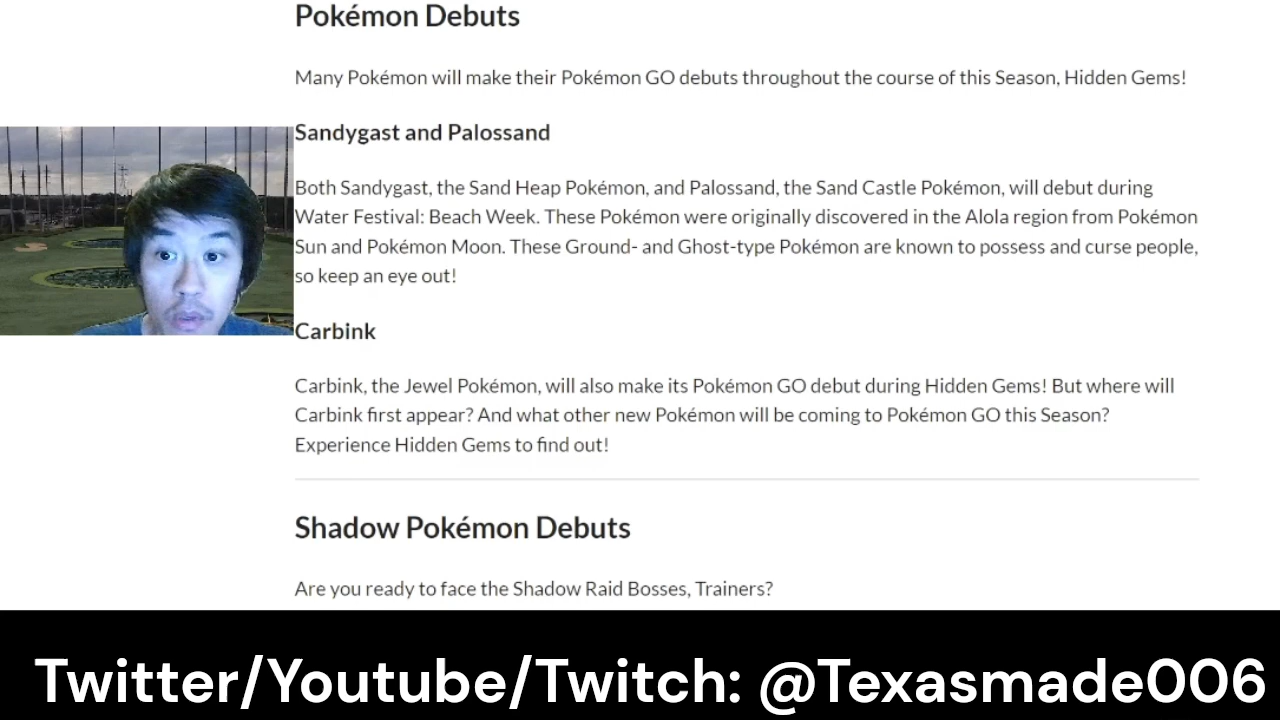 Pokémon Debuts
Many Pokémon will make their Pokémon GO debuts throughout the course of this Season, Hidden Gems!
Sandygast and Palossand
Both Sandygast, the Sand Heap Pokémon, and Palossand, the Sand Castle Pokémon, will debut during
Water Festival: Beach Week. These Pokémon were originally discovered in the Alola region from Pokémon
Sun and Pokémon Moon. These Ground- and Ghost-type Pokémon are known to possess and curse people,
so keep an eye out!
Carbink
Carbink, the Jewel Pokémon, will also make its Pokémon GO debut during Hidden Gems! But where will
Carbink first appear? And what other new Pokémon will be coming to Pokémon GO this Season?
Experience Hidden Gems to find out!
Shadow Pokémon Debuts
Are you ready to face the Shadow Raid Bosses, Trainers?
Twitter/Youtube/Twitch: @Texasmade006